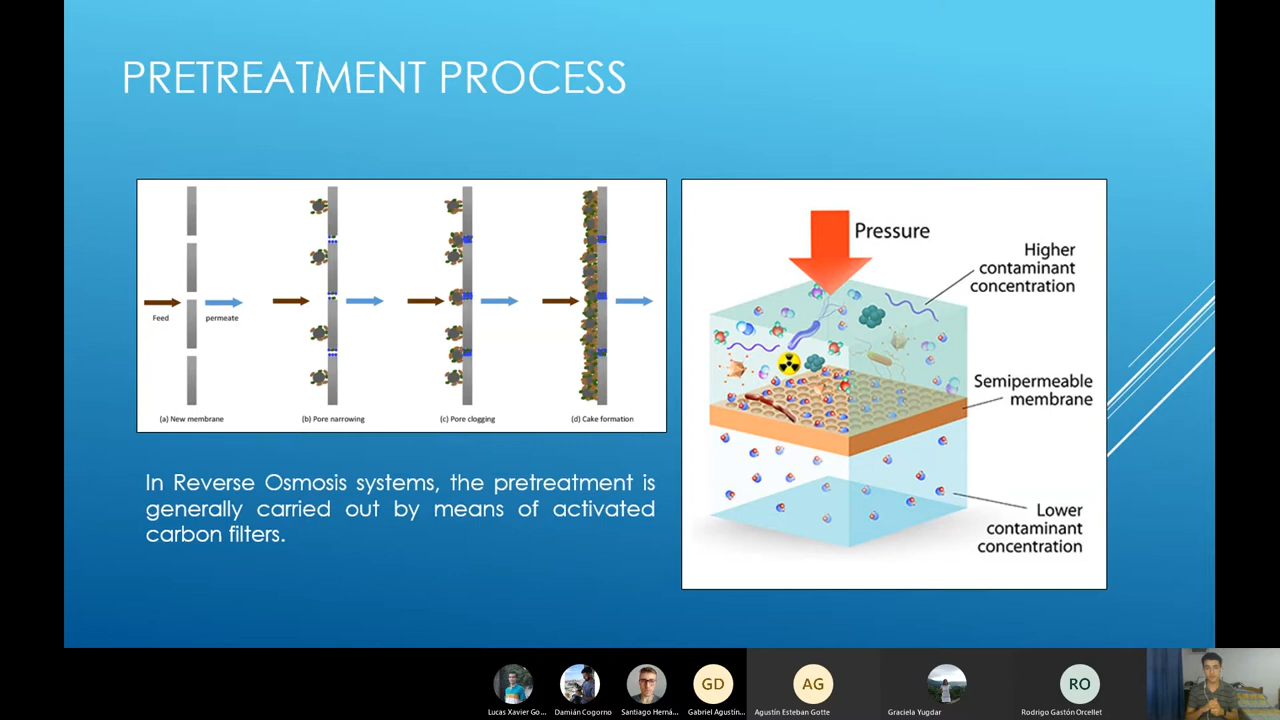 PRETREATMENT PROCESS
Feed
permeate
(a) New membrane
(b) Pore narrowing
(c) Pore clogging
(d) Cake formation
Pressure
Higher
contaminant
concentration
Semipermeable
membrane
Lower
contaminant
concentration
In Reverse Osmosis systems, the pretreatment is
generally carried out by means of activated
carbon filters.
GD
AG
RO
Lucas Xavier Go...
Damián Cogorno
Santiago Herná...
Gabriel Agustín...
Agustín Esteban Gotte
Graciela Yugdar
Rodrigo Gastón Orcellet